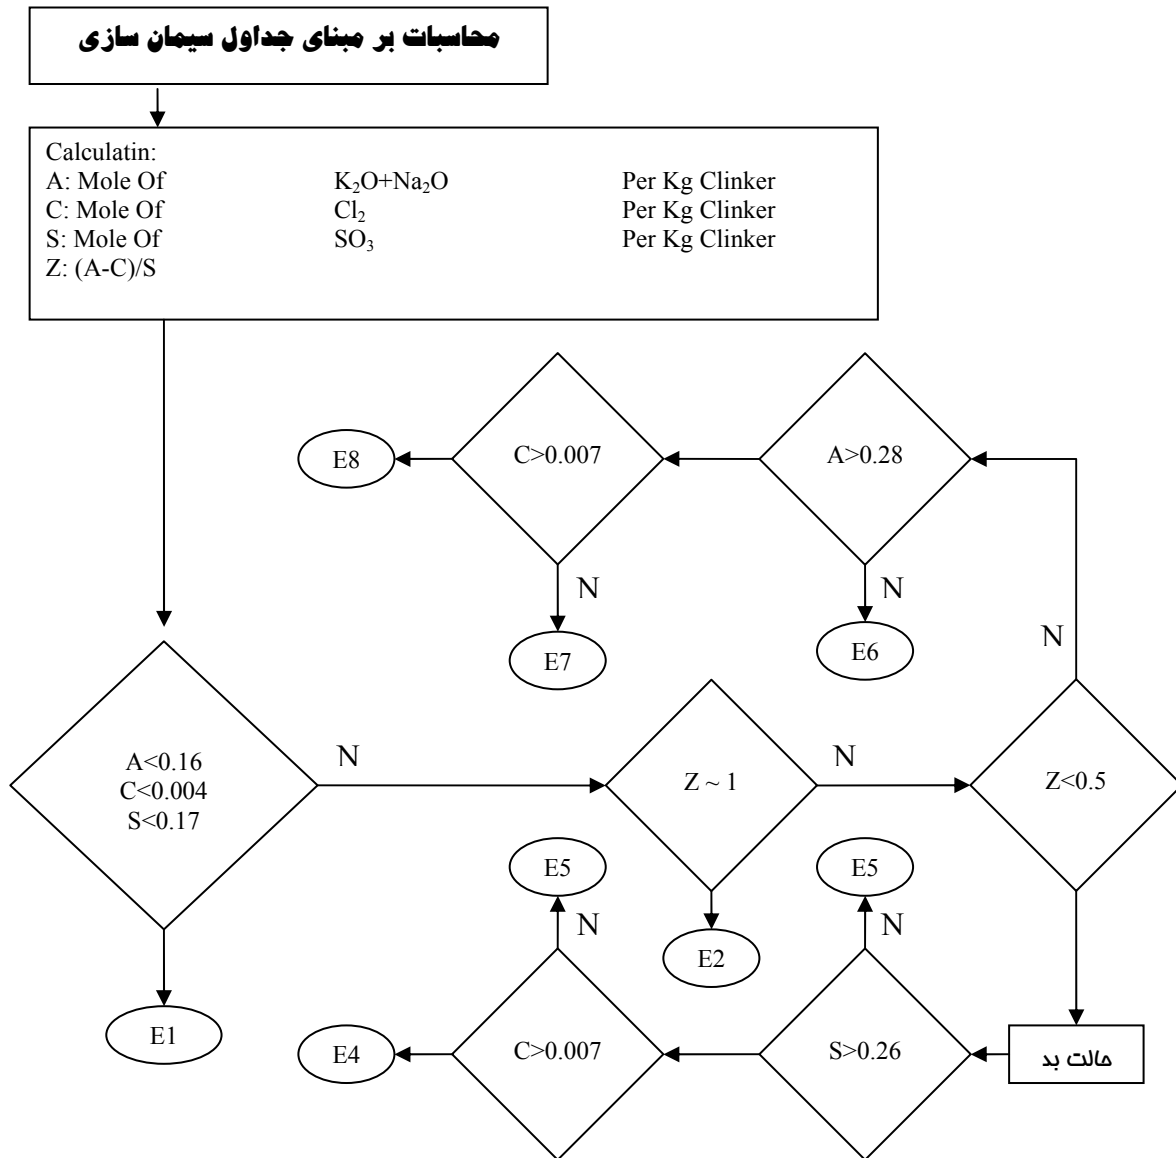 محاسبات بر مبنای جداول سیمان سازی
Calculatin:
A: Mole Of K₂O+Na₂O Per Kg Clinker
C: Mole Of Cl₂ Per Kg Clinker
S: Mole Of SO₃ Per Kg Clinker
Z: (A-C)/S
E8
C>0.007
A>0.28
N
N
N
E7
E6
A<0.16
C<0.004
S<0.17
N
Z ~ 1
N
Z<0.5
E5
E5
N
N
E2
E1
E4
C>0.007
S>0.26
حالت بد